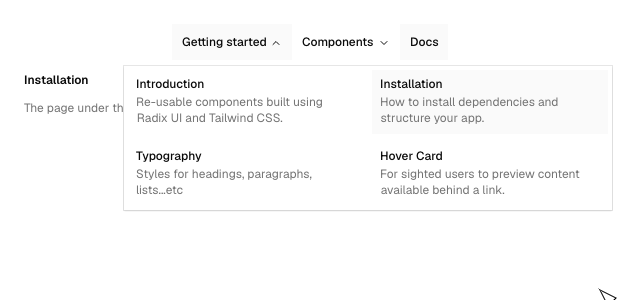 Getting started
Components
Docs
Installation
The page under th
Introduction
Re-usable components built using
Radix UI and Tailwind CSS.
Installation
How to install dependencies and
structure your app.
Typography
Styles for headings, paragraphs,
lists...etc
Hover Card
For sighted users to preview content
available behind a link.